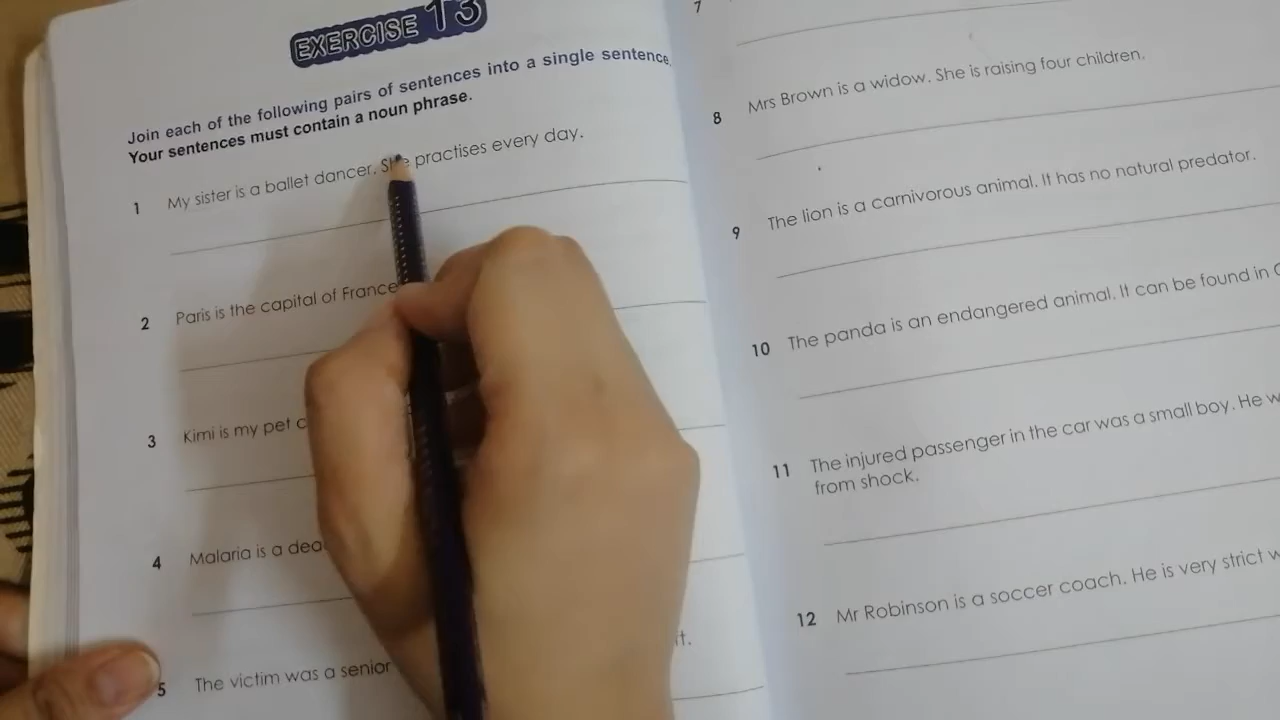 EXERCISE 13
Join each of the following pairs of sentences into a single sentence.
Your sentences must contain a noun phrase.
1 My sister is a ballet dancer. She practises every day.
2 Paris is the capital of France
3 Kimi is my pet
4 Malaria is a
5 The victim was a senior
it.
7
8 Mrs Brown is a widow. She is raising four children.
9 The lion is a carnivorous animal. It has no natural predator.
10 The panda is an endangered animal. It can be found in
11 The injured passenger in the car was a small boy. He
from shock.
12 Mr Robinson is a soccer coach. He is very strict